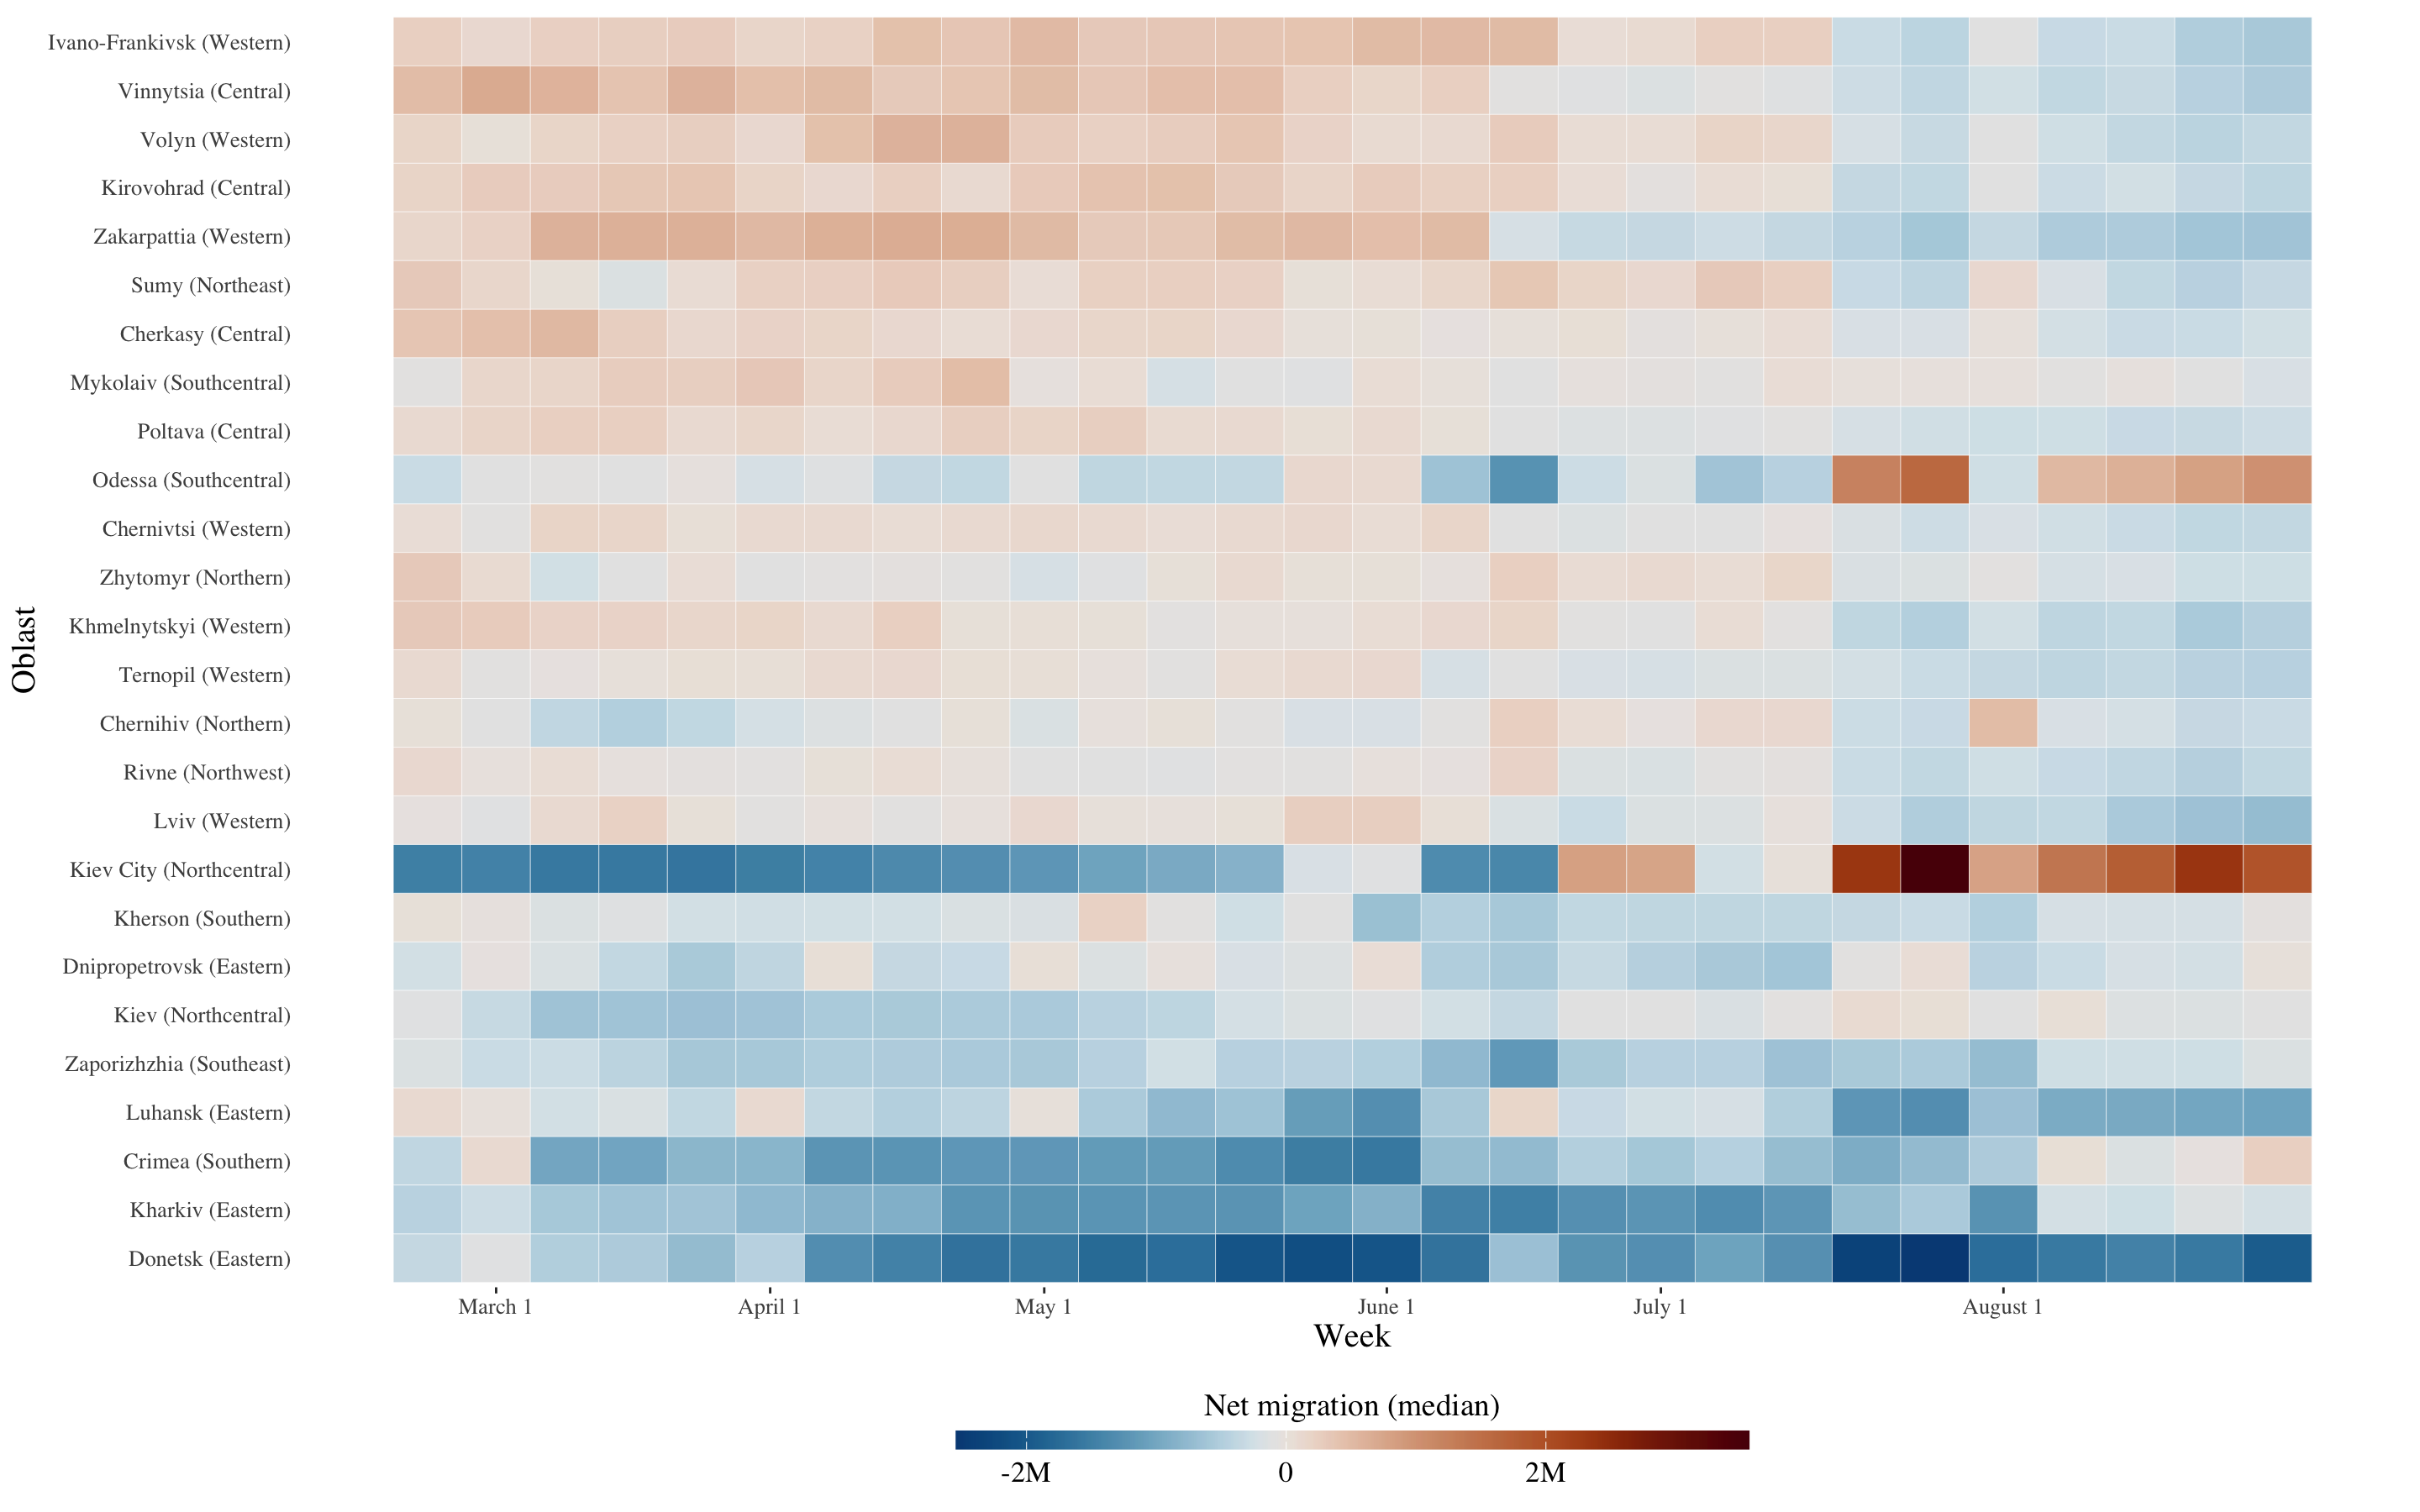 Oblast
Ivano-Frankivsk (Western)
Vinnytsia (Central)
Volyn (Western)
Kirovohrad (Central)
Zakarpattia (Western)
Sumy (Northeast)
Cherkasy (Central)
Mykolaiv (Southcentral)
Poltava (Central)
Odessa (Southcentral)
Chernivtsi (Western)
Zhytomyr (Northern)
Khmelnytskyi (Western)
Ternopil (Western)
Chernihiv (Northern)
Rivne (Northwest)
Lviv (Western)
Kiev City (Northcentral)
Kherson (Southern)
Dnipropetrovsk (Eastern)
Kiev (Northcentral)
Zaporizhzhia (Southeast)
Luhansk (Eastern)
Crimea (Southern)
Kharkiv (Eastern)
Donetsk (Eastern)
March 1 April 1 May 1 June 1 July 1 August 1
Week
Net migration (median)
-2M 0 2M